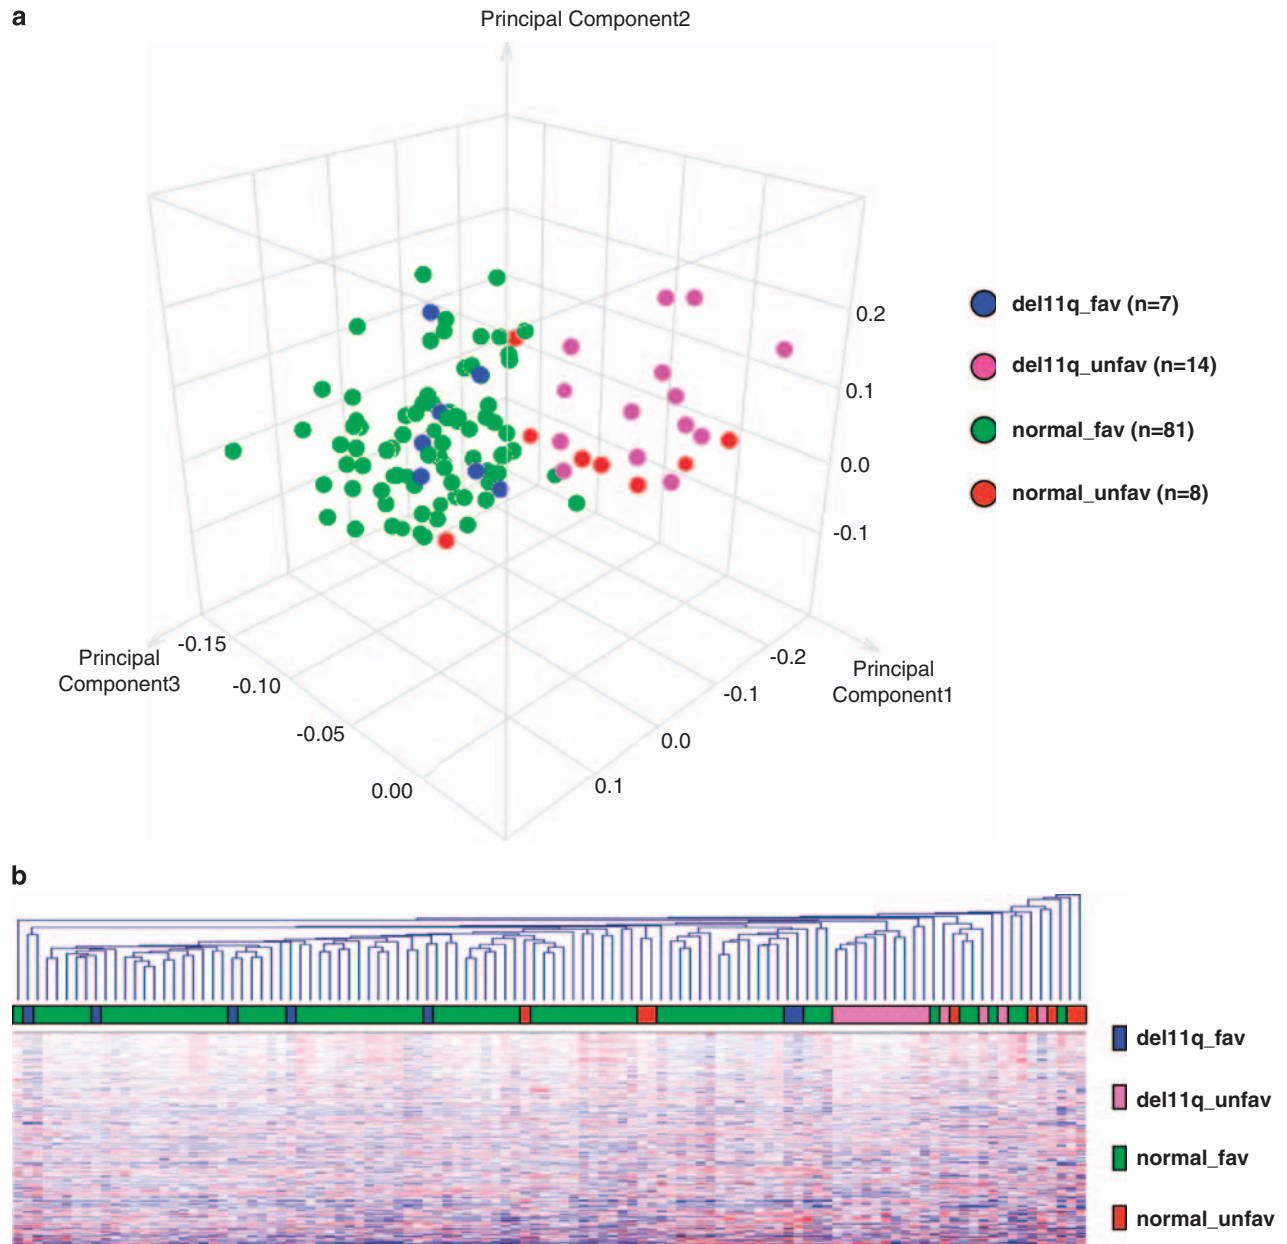 a
Principal Component2
del11q_fav (n=7)
del11q_unfav (n=14)
normal_fav (n=81)
normal_unfav (n=8)
0.2
0.1
0.0
-0.1
Principal
Component3
-0.15
-0.10
-0.05
0.00
-0.2
-0.1
0.0
0.1
Principal
Component1
b
del11q_fav
del11q_unfav
normal_fav
normal_unfav